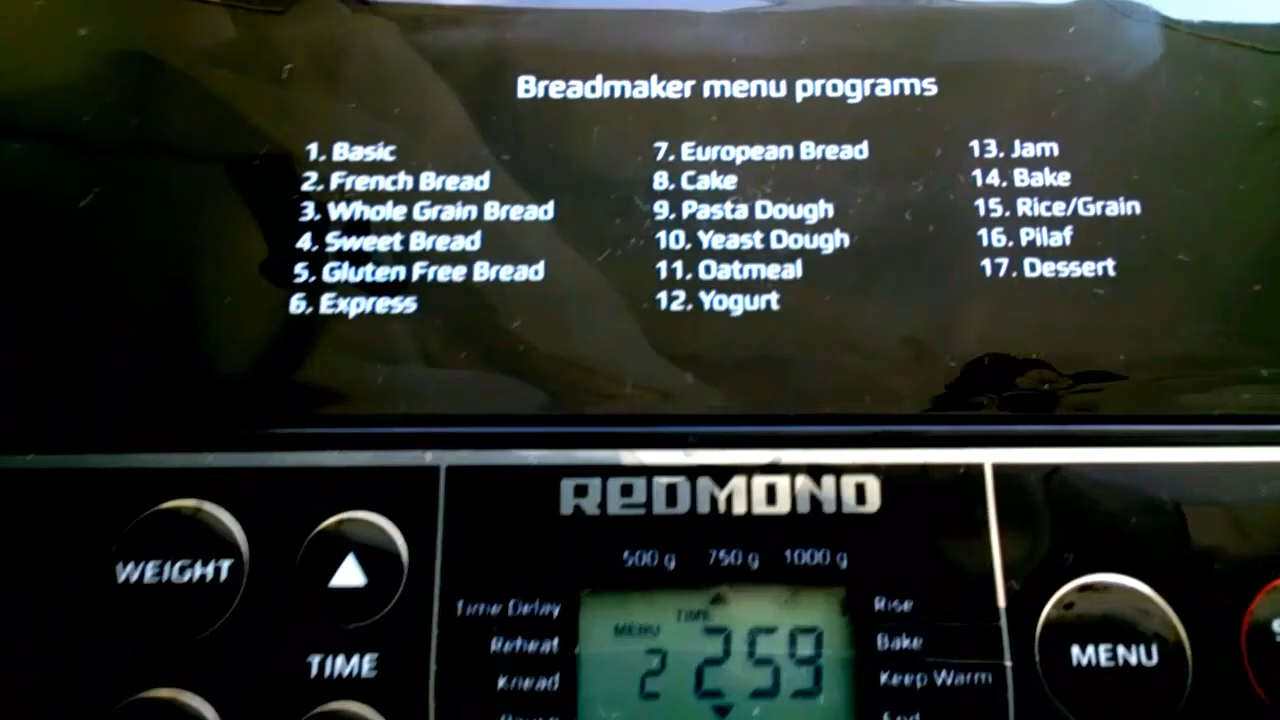 Breadmaker menu programs
1. Basic
2. French Bread
3. Whole Grain Bread
4. Sweet Bread
5. Gluten Free Bread
6. Express
7. European Bread
8. Cake
9. Pasta Dough
10. Yeast Dough
11. Oatmeal
12. Yogurt
13. Jam
14. Bake
15. Rice/Grain
16. Pilaf
17. Dessert
REDMOND
500 g 750 g 1000 g
WEIGHT
TIME
Time Delay
Reheat
Knead
TIME
MENU
2 259
Rise
Bake
Keep Warm
End
MENU